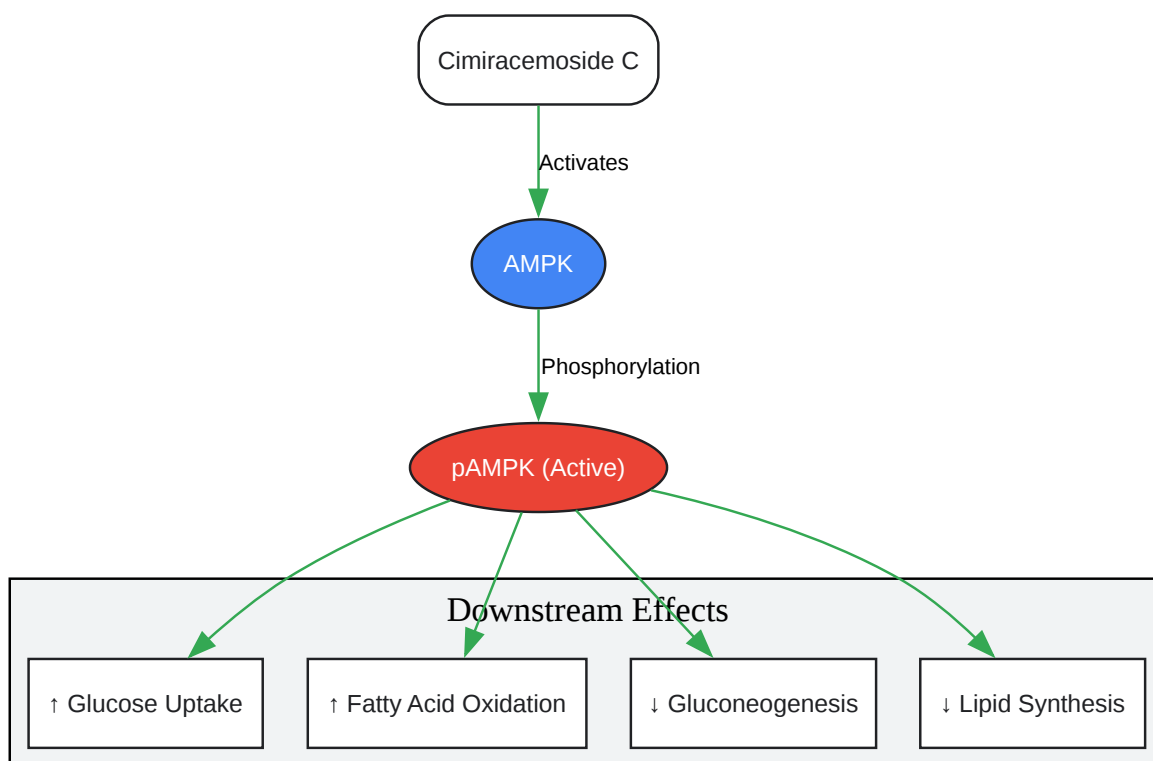 Cimiracemoside C
Activates
AMPK
Phosphorylation
pAMPK (Active)
Downstream Effects
↑ Glucose Uptake
↑ Fatty Acid Oxidation
↓ Gluconeogenesis
↓ Lipid Synthesis